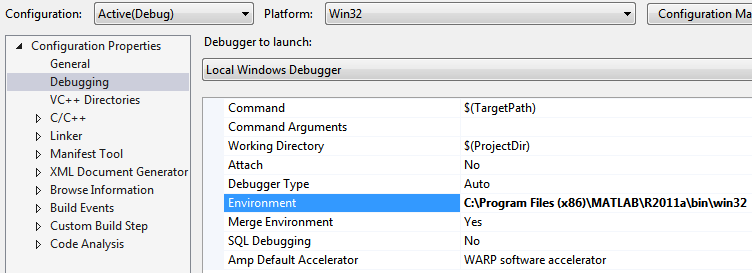 Configuration: Active(Debug) Platform: Win32 Configuration Ma
Configuration Properties
General
Debugging
VC++ Directories
C/C++
Linker
Manifest Tool
XML Document Generator
Browse Information
Build Events
Custom Build Step
Code Analysis
Debugger to launch:
Local Windows Debugger
Command $(TargetPath)
Command Arguments
Working Directory $(ProjectDir)
Attach No
Debugger Type Auto
Environment C:\Program Files (x86)\MATLAB\R2011a\bin\win32
Merge Environment Yes
SQL Debugging No
Amp Default Accelerator WARP software accelerator